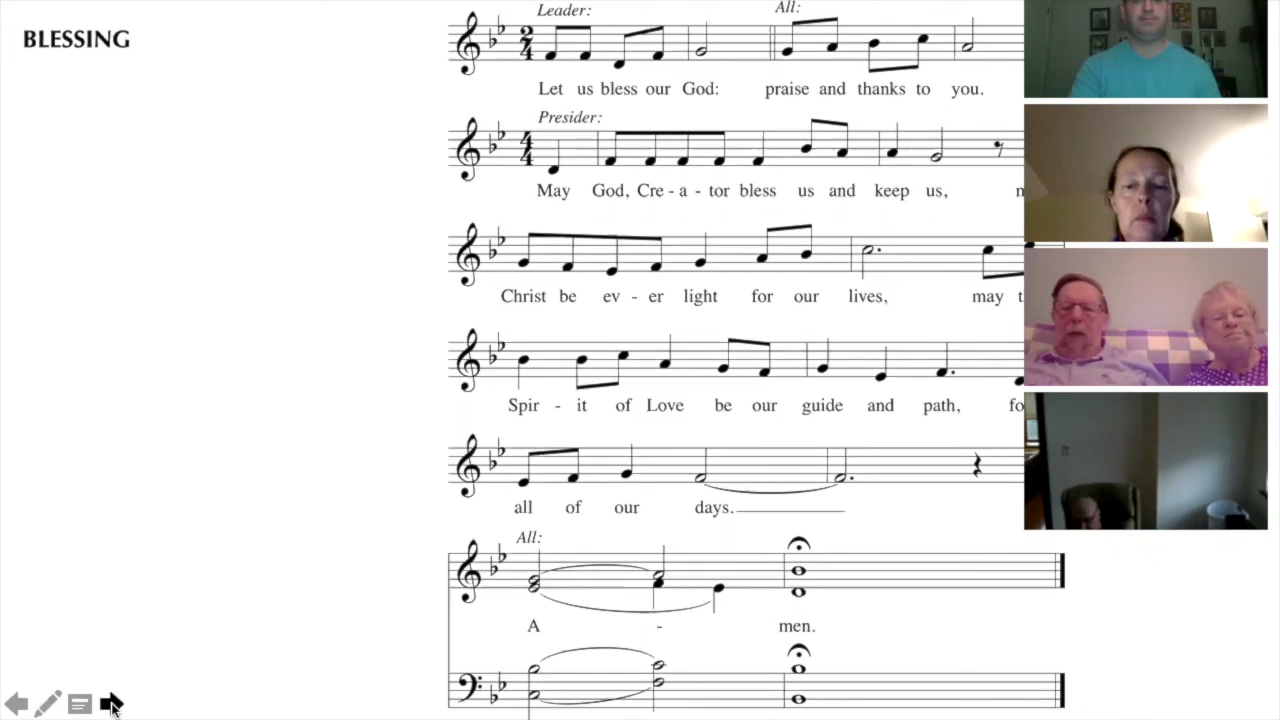 BLESSING
Leader:
All:
Let us bless our God: praise and thanks to you.
Presider:
May God, Cre - a - tor bless us and keep us,
Christ be ev - er light for our lives, may
Spir - it of Love be our guide and path,
all of our days.
All:
A - men.